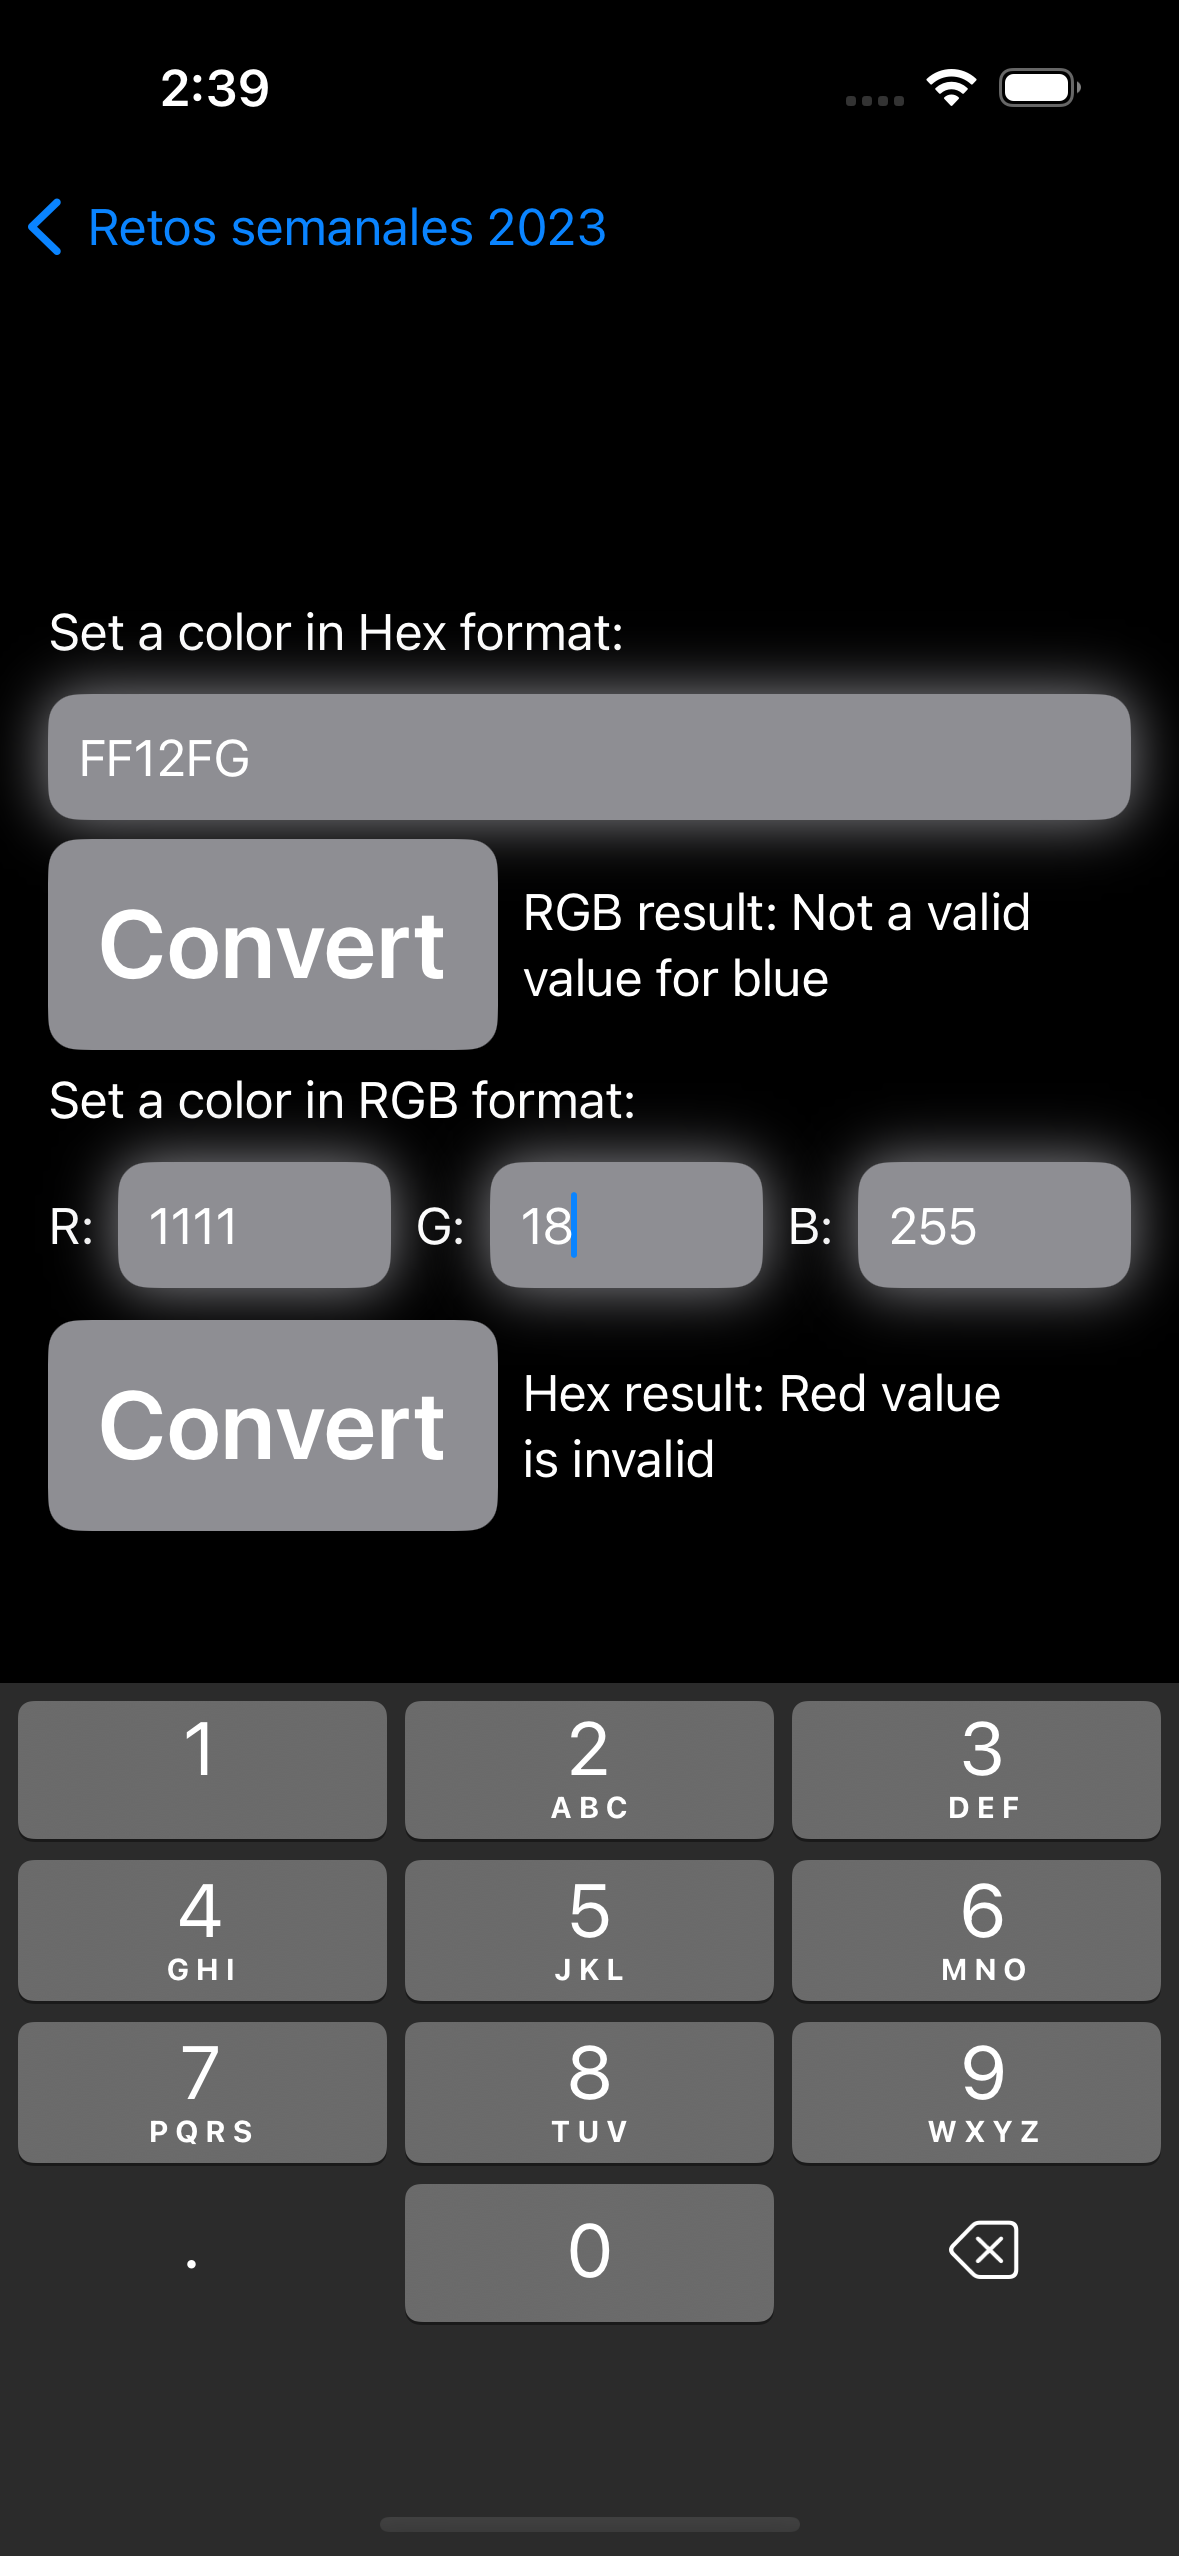 2:39
Retos semanales 2023
Set a color in Hex format:
FF12FG
Convert
RGB result: Not a valid
value for blue
Set a color in RGB format:
R: 1111 G: 18 B: 255
Convert
Hex result: Red value
is invalid
1 2 3
ABC DEF
4 5 6
GHI JKL MNO
7 8 9
PQRS TUV WXYZ
. 0